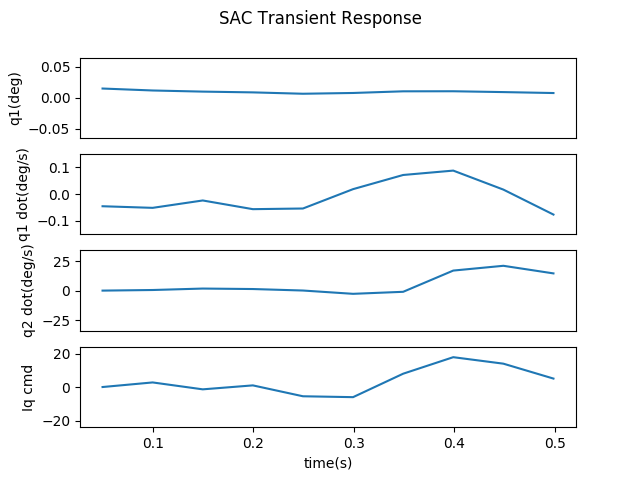 SAC Transient Response
0.05
0.00
−0.05
q1(deg)
0.1
0.0
−0.1
q1 dot(deg/s)
25
0
−25
q2 dot(deg/s)
20
0
−20
Iq cmd
0.1 0.2 0.3 0.4 0.5
time(s)